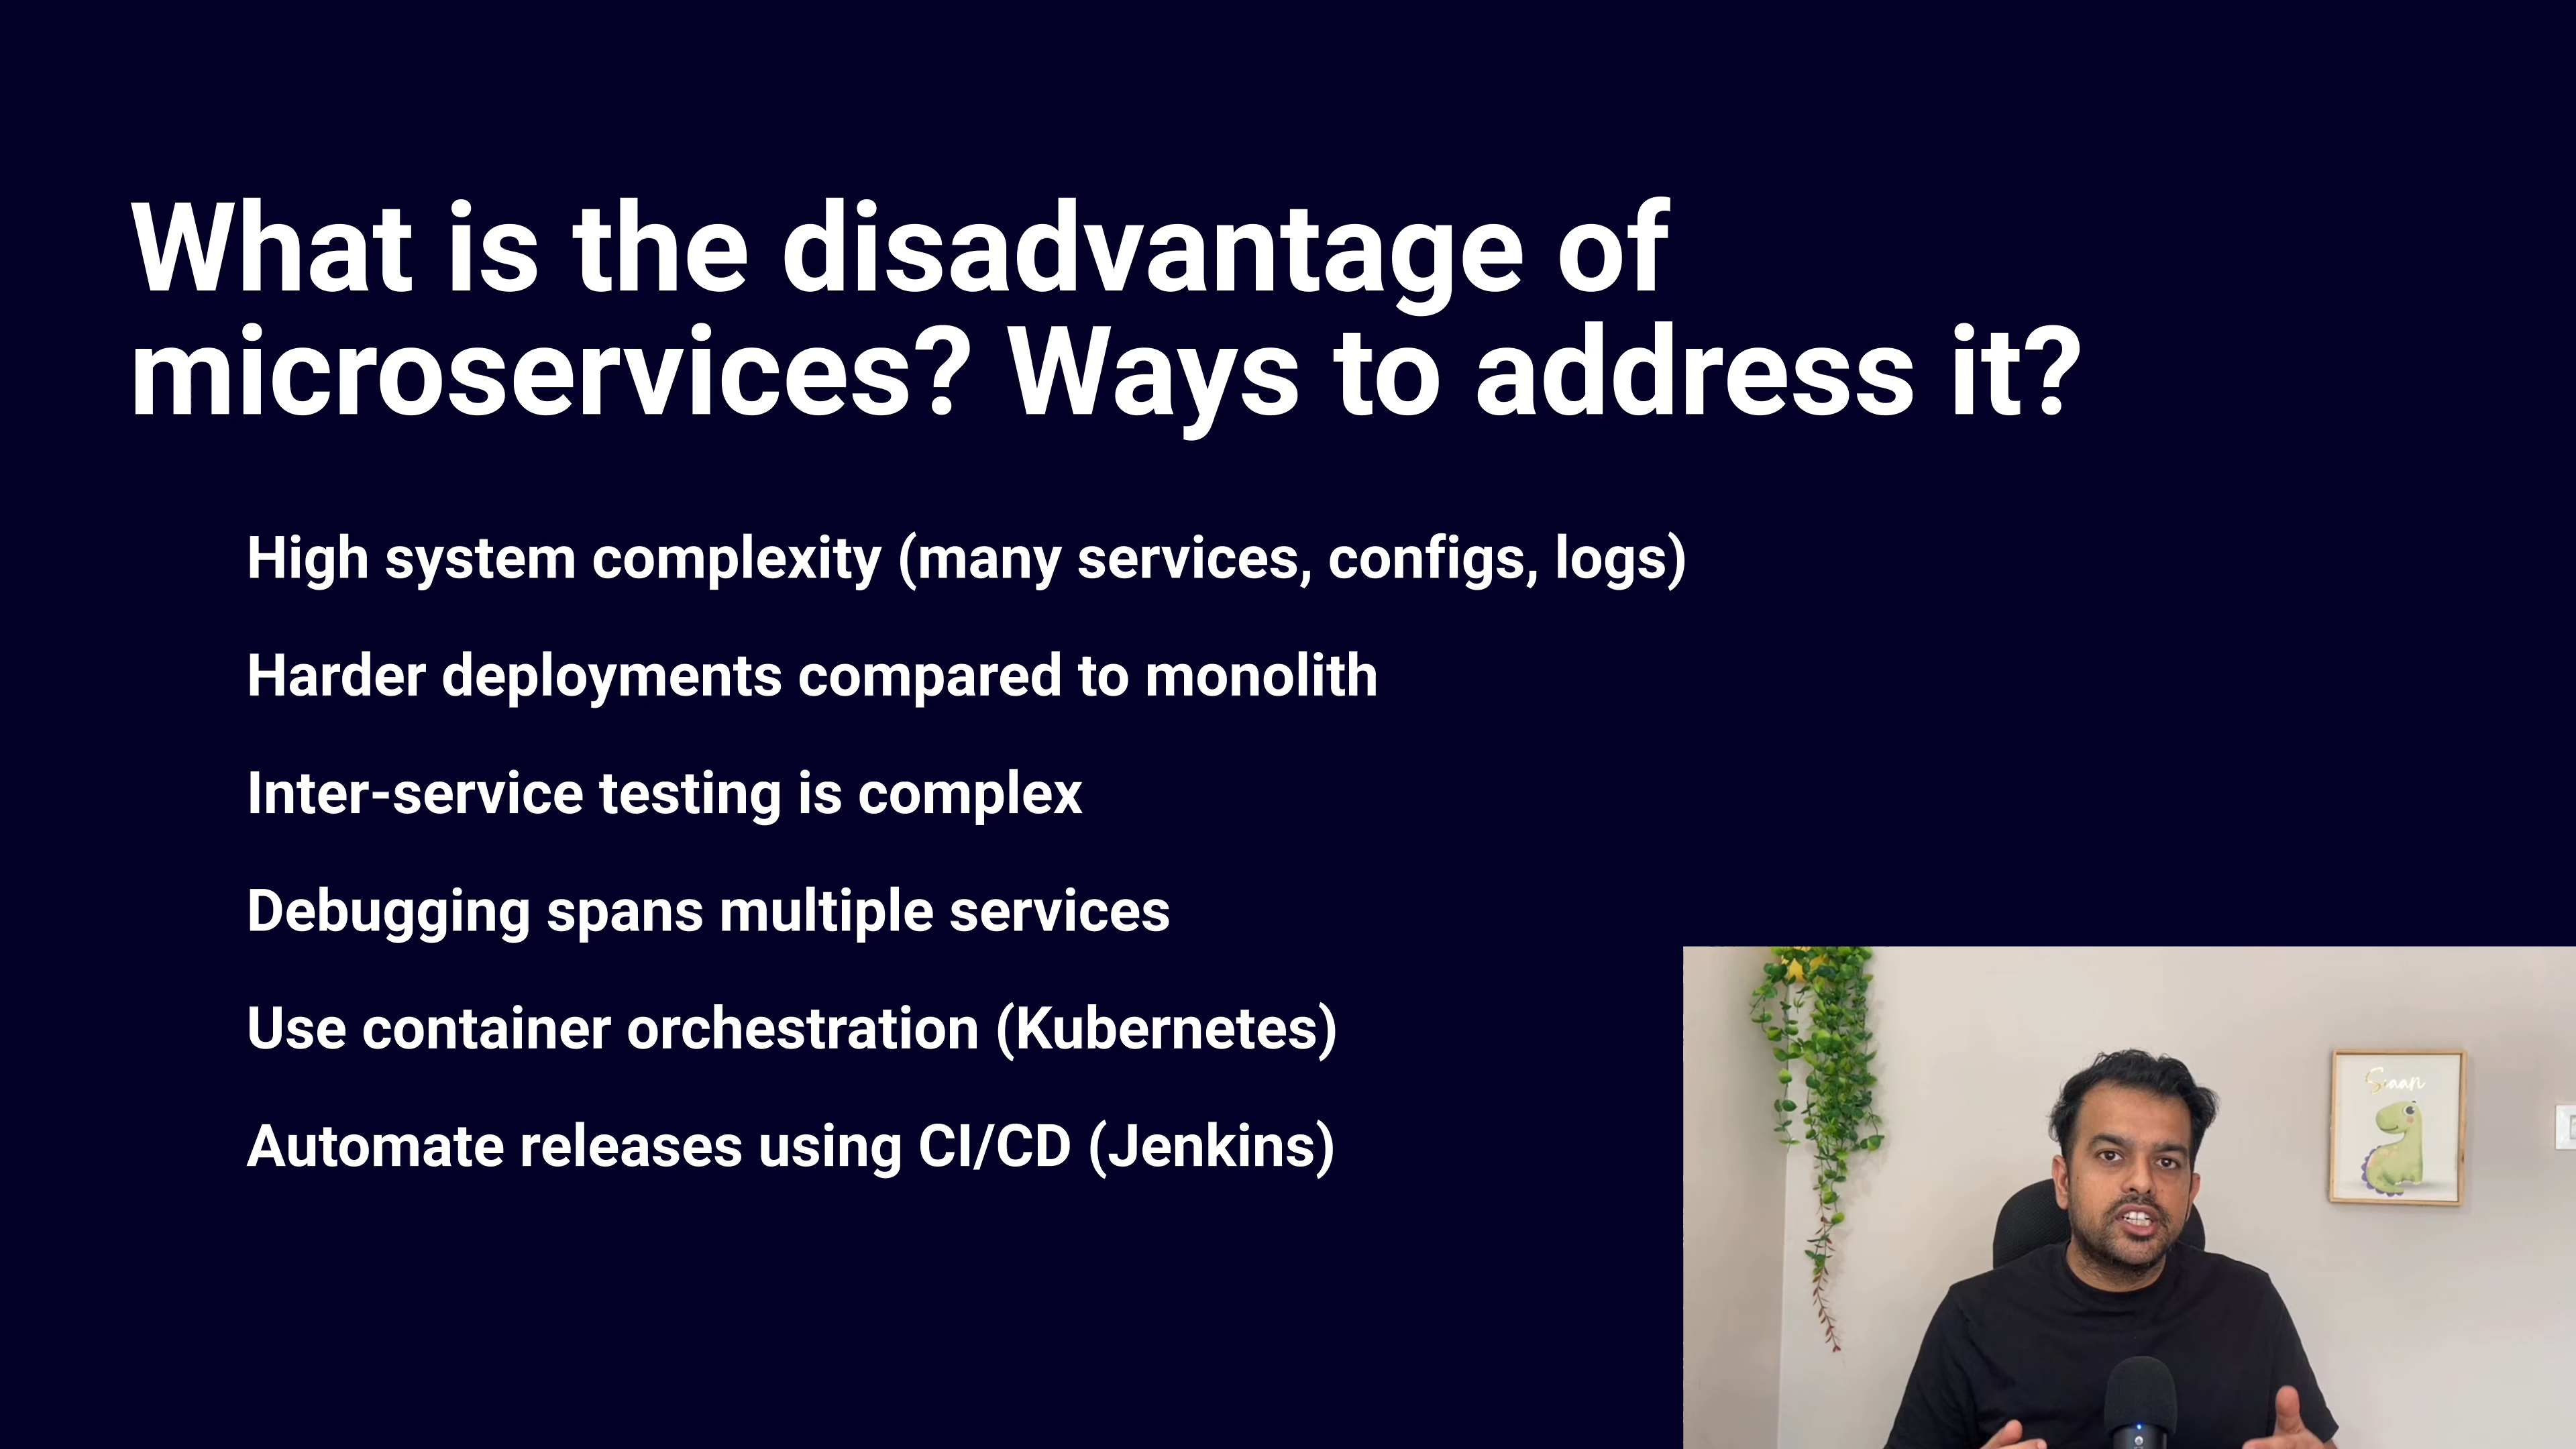 What is the disadvantage of
microservices? Ways to address it?
High system complexity (many services, configs, logs)
Harder deployments compared to monolith
Inter-service testing is complex
Debugging spans multiple services
Use container orchestration (Kubernetes)
Automate releases using CI/CD (Jenkins)